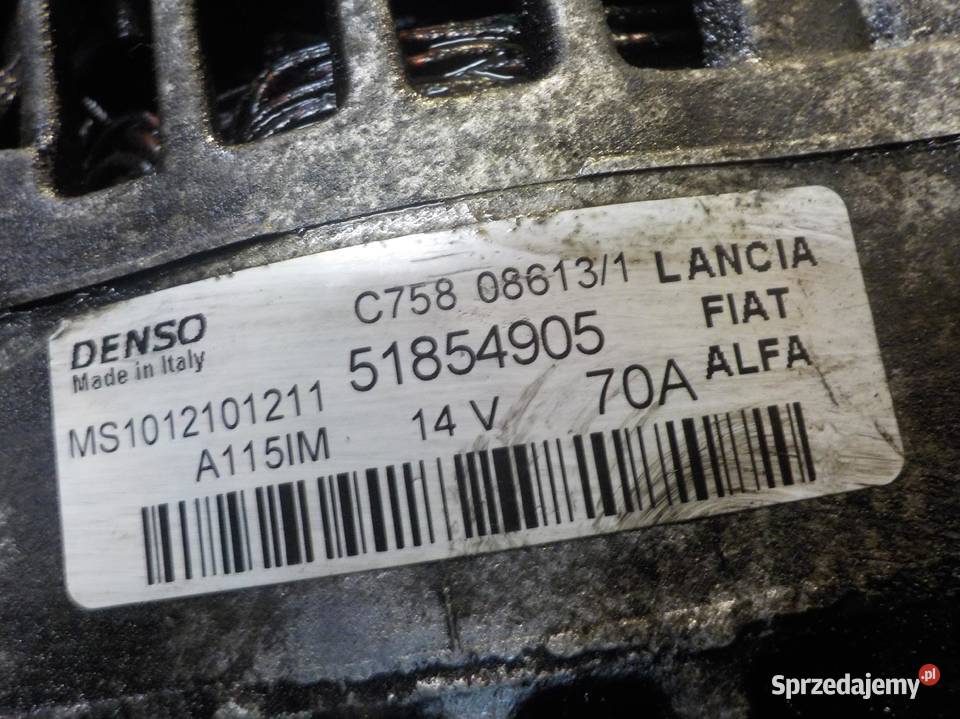 C758 08613/1 LANCIA
DENSO
Made in Italy
51854905
FIAT
MS1012101211
A115IM
14 V
70A
ALFA
Sprzedajemy.pl